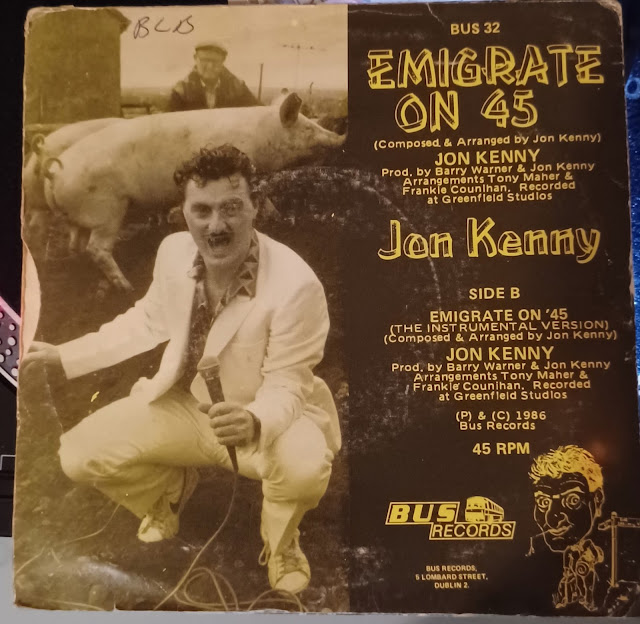 BLB
BUS 32
EMIGRATE
ON 45
(Composed & Arranged by Jon Kenny)
JON KENNY
Prod. by Barry Warner & Jon Kenny
Arrangements Tony Maher &
Frankie Counihan, Recorded
at Greenfield Studios
Jon Kenny
SIDE B
EMIGRATE ON '45
(THE INSTRUMENTAL VERSION)
(Composed & Arranged by Jon Kenny)
JON KENNY
Prod. by Barry Warner & Jon Kenny
Arrangements Tony Maher &
Frankie Counihan, Recorded
at Greenfield Studios
(P) & (C) 1986
Bus Records
45 RPM
BUS
RECORDS
BUS RECORDS,
5 LOMBARD STREET,
DUBLIN 2.